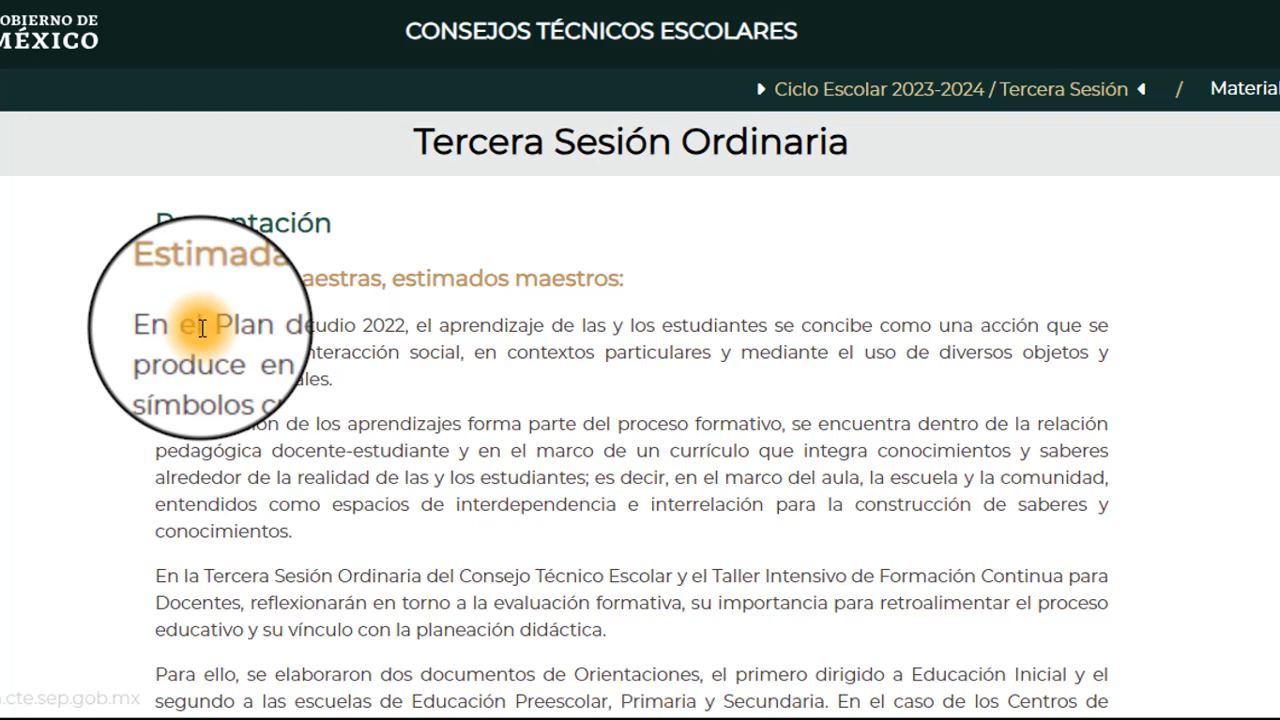 GOBIERNO DE
MÉXICO
CONSEJOS TÉCNICOS ESCOLARES
Ciclo Escolar 2023-2024 / Tercera Sesión / Material
Tercera Sesión Ordinaria
Presentación
Estimada aestras, estimados maestros:
En el Plan de udio 2022, el aprendizaje de las y los estudiantes se concibe como una acción que se
produce en interacción social, en contextos particulares y mediante el uso de diversos objetos y
símbolos c ales.
ón de los aprendizajes forma parte del proceso formativo, se encuentra dentro de la relación
pedagógica docente-estudiante y en el marco de un currículo que integra conocimientos y saberes
alrededor de la realidad de las y los estudiantes; es decir, en el marco del aula, la escuela y la comunidad,
entendidos como espacios de interdependencia e interrelación para la construcción de saberes y
conocimientos.
En la Tercera Sesión Ordinaria del Consejo Técnico Escolar y el Taller Intensivo de Formación Continua para
Docentes, reflexionarán en torno a la evaluación formativa, su importancia para retroalimentar el proceso
educativo y su vínculo con la planeación didáctica.
Para ello, se elaboraron dos documentos de Orientaciones, el primero dirigido a Educación Inicial y el
segundo a las escuelas de Educación Preescolar, Primaria y Secundaria. En el caso de los Centros de
.cte.sep.gob.mx